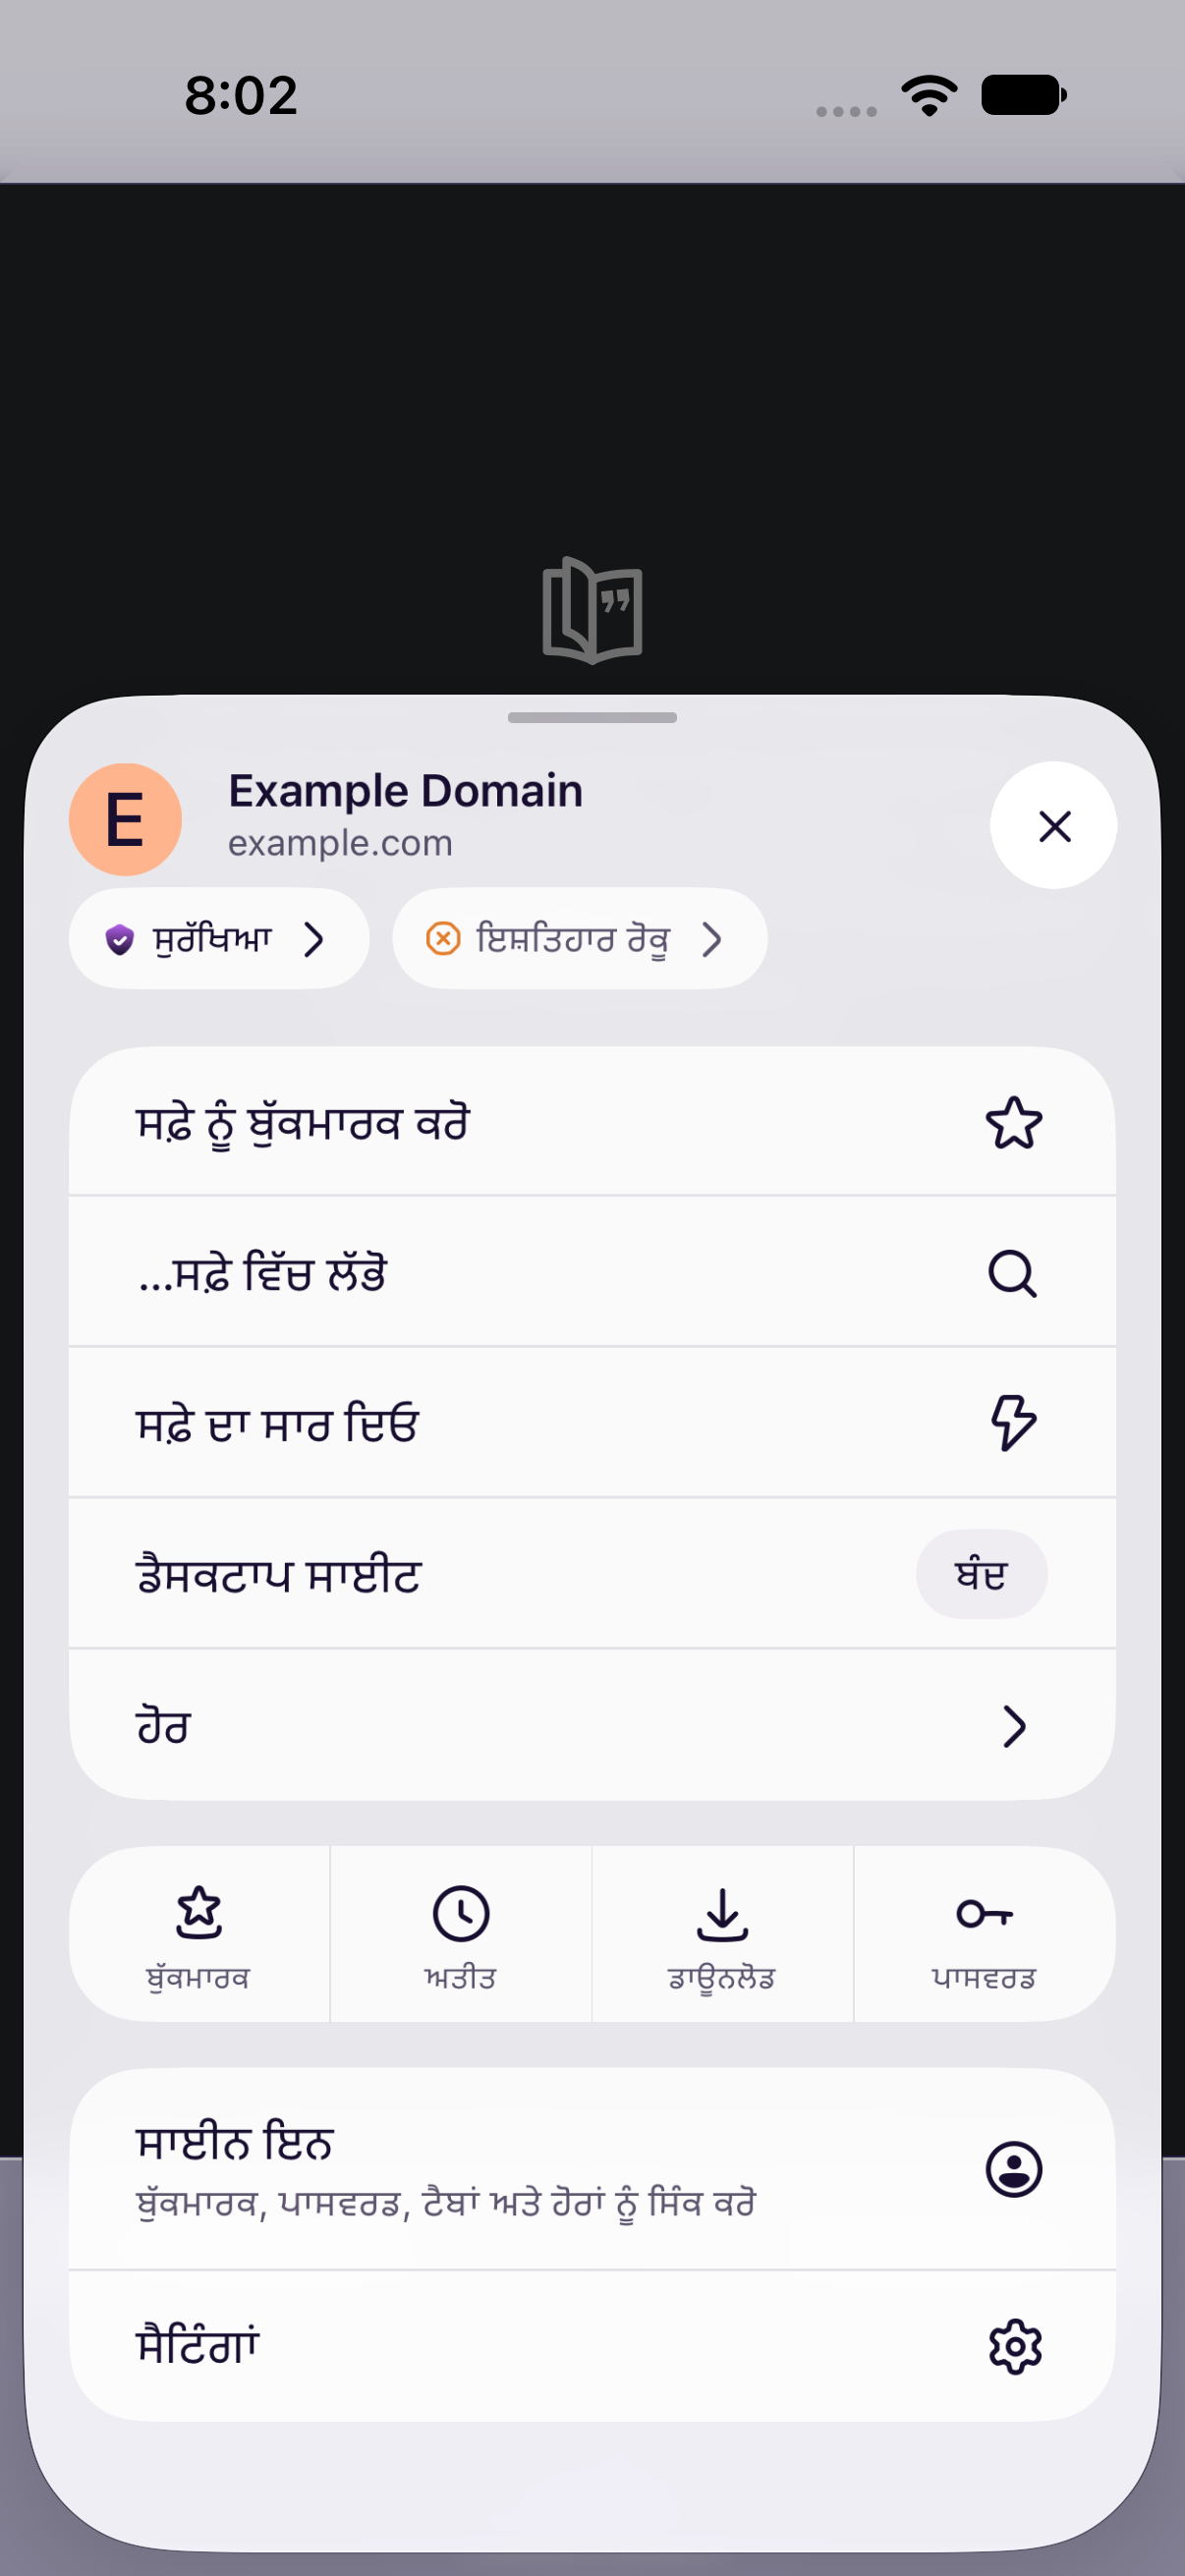 8:02
E
Example Domain
example.com
ਸੁਰੱਖਿਆ
ਇਸ਼ਤਿਹਾਰ ਰੋਕੂ
ਸਫ਼ੇ ਨੂੰ ਬੁੱਕਮਾਰਕ ਕਰੋ
...ਸਫ਼ੇ ਵਿੱਚ ਲੱਭੋ
ਸਫ਼ੇ ਦਾ ਸਾਰ ਦਿਓ
ਡੈਸਕਟਾਪ ਸਾਈਟ
ਬੰਦ
ਹੋਰ
ਬੁੱਕਮਾਰਕ
ਅਤੀਤ
ਡਾਊਨਲੋਡ
ਪਾਸਵਰਡ
ਸਾਈਨ ਇਨ
ਬੁੱਕਮਾਰਕ, ਪਾਸਵਰਡ, ਟੈਬਾਂ ਅਤੇ ਹੋਰਾਂ ਨੂੰ ਸਿੰਕ ਕਰੋ
ਸੈਟਿੰਗਾਂ